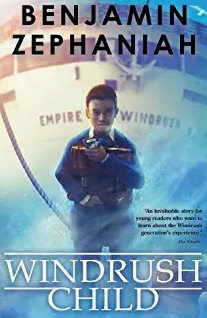 BENJAMIN
ZEPHANIAH
EMPIRE WINDRUSH
'An invaluable story for
young readers who want to
learn about the Windrush
generation's experience.'
WINDRUSH
CHILD